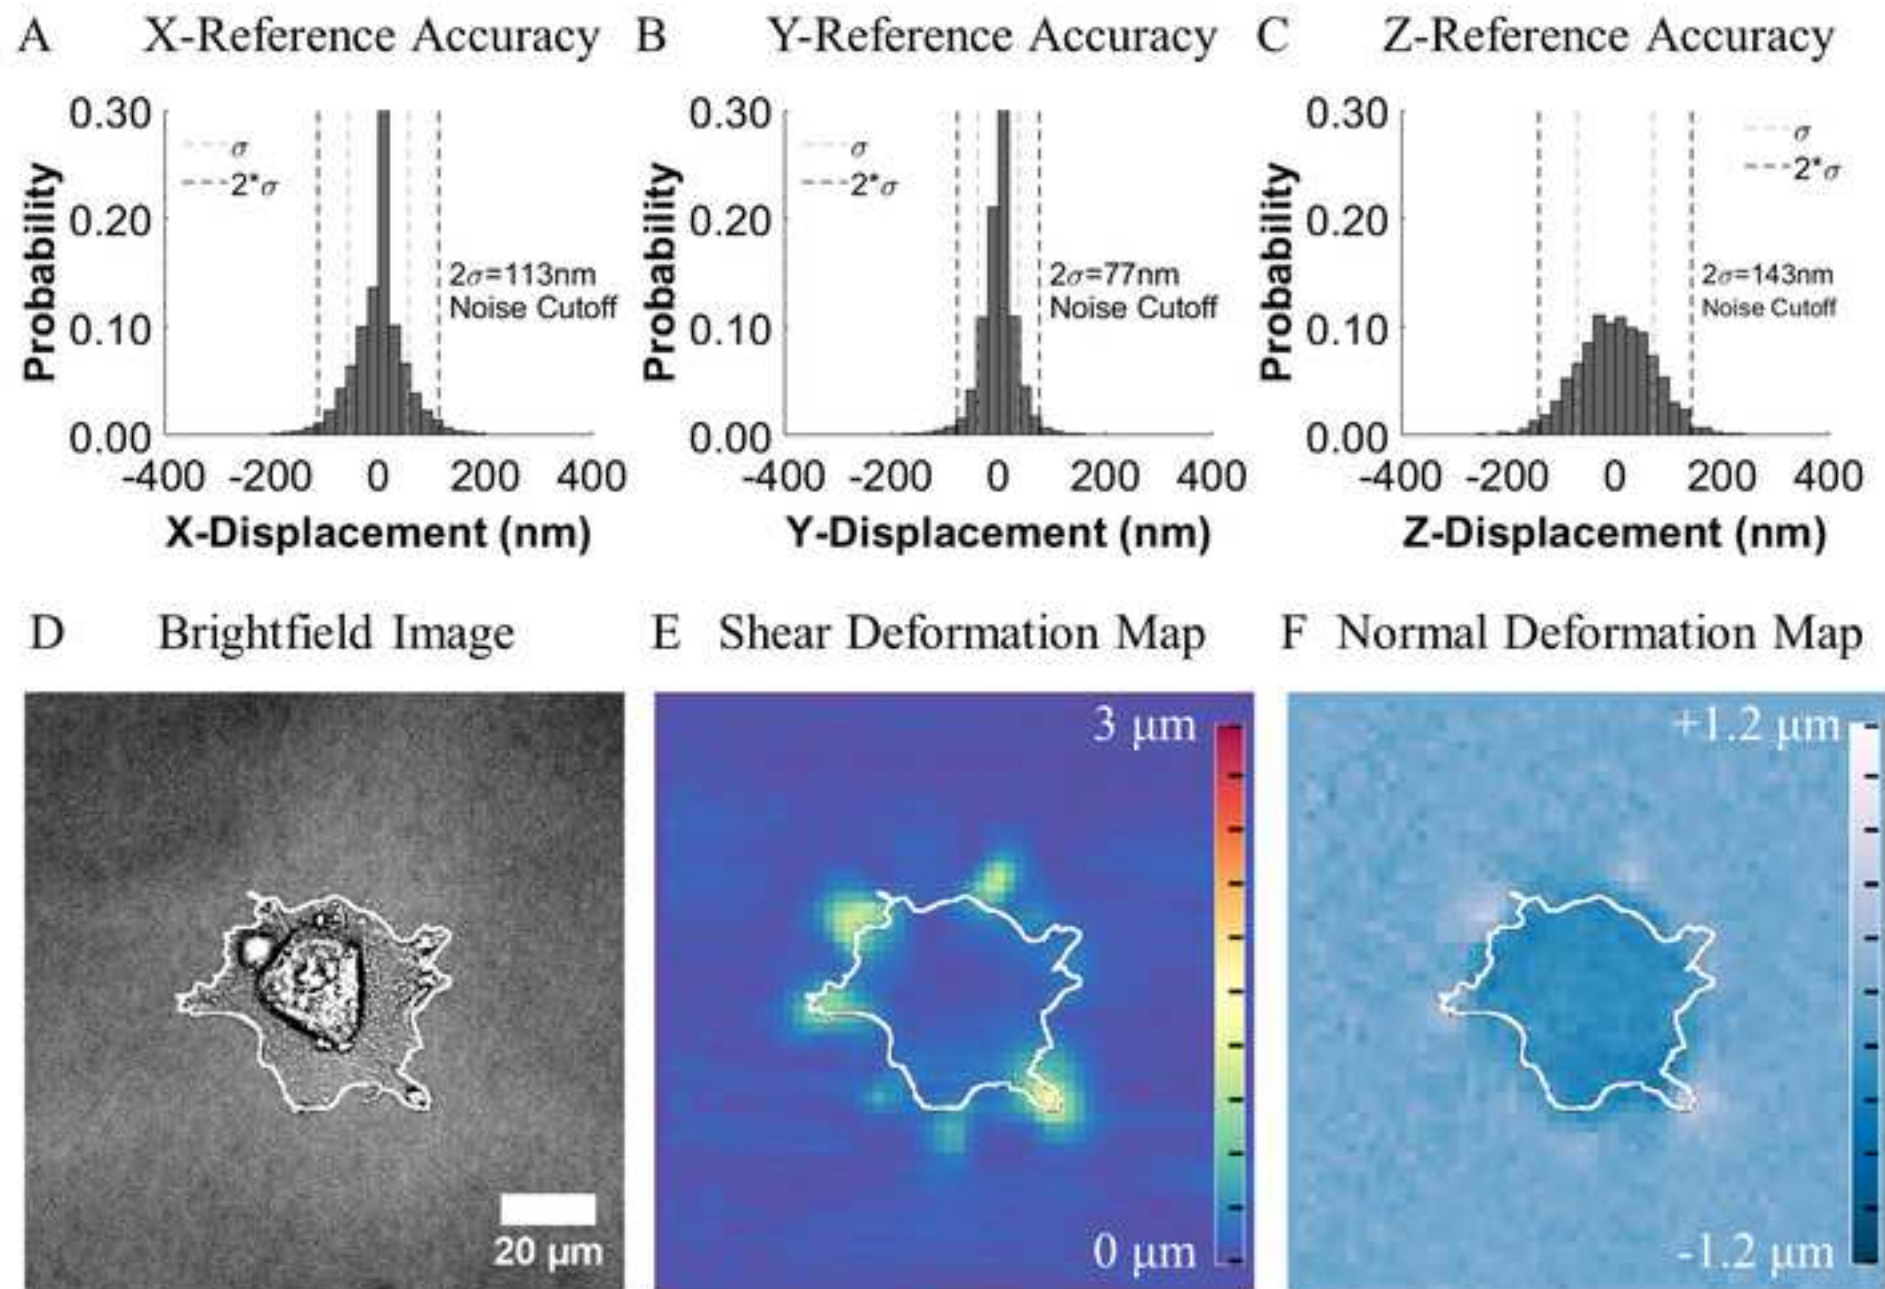 A X-Reference Accuracy
0.30
0.20
0.10
0.00
Probability
σ
2*σ
2σ=113nm
Noise Cutoff
-400 -200 0 200 400
X-Displacement (nm)
B Y-Reference Accuracy
0.30
0.20
0.10
0.00
Probability
σ
2*σ
2σ=77nm
Noise Cutoff
-400 -200 0 200 400
Y-Displacement (nm)
C Z-Reference Accuracy
0.30
0.20
0.10
0.00
Probability
σ
2*σ
2σ=143nm
Noise Cutoff
-400 -200 0 200 400
Z-Displacement (nm)
D Brightfield Image
20 μm
E Shear Deformation Map
3 μm
0 μm
F Normal Deformation Map
+1.2 μm
-1.2 μm